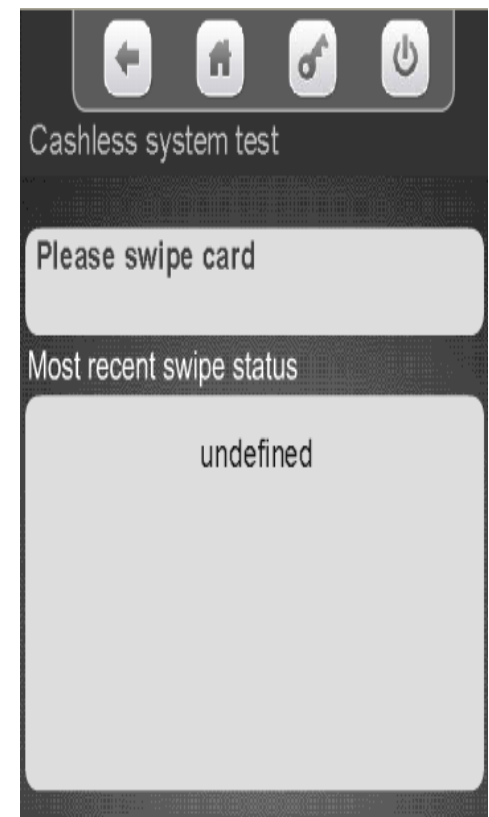 Cashless system test
Please swipe card
Most recent swipe status
undefined